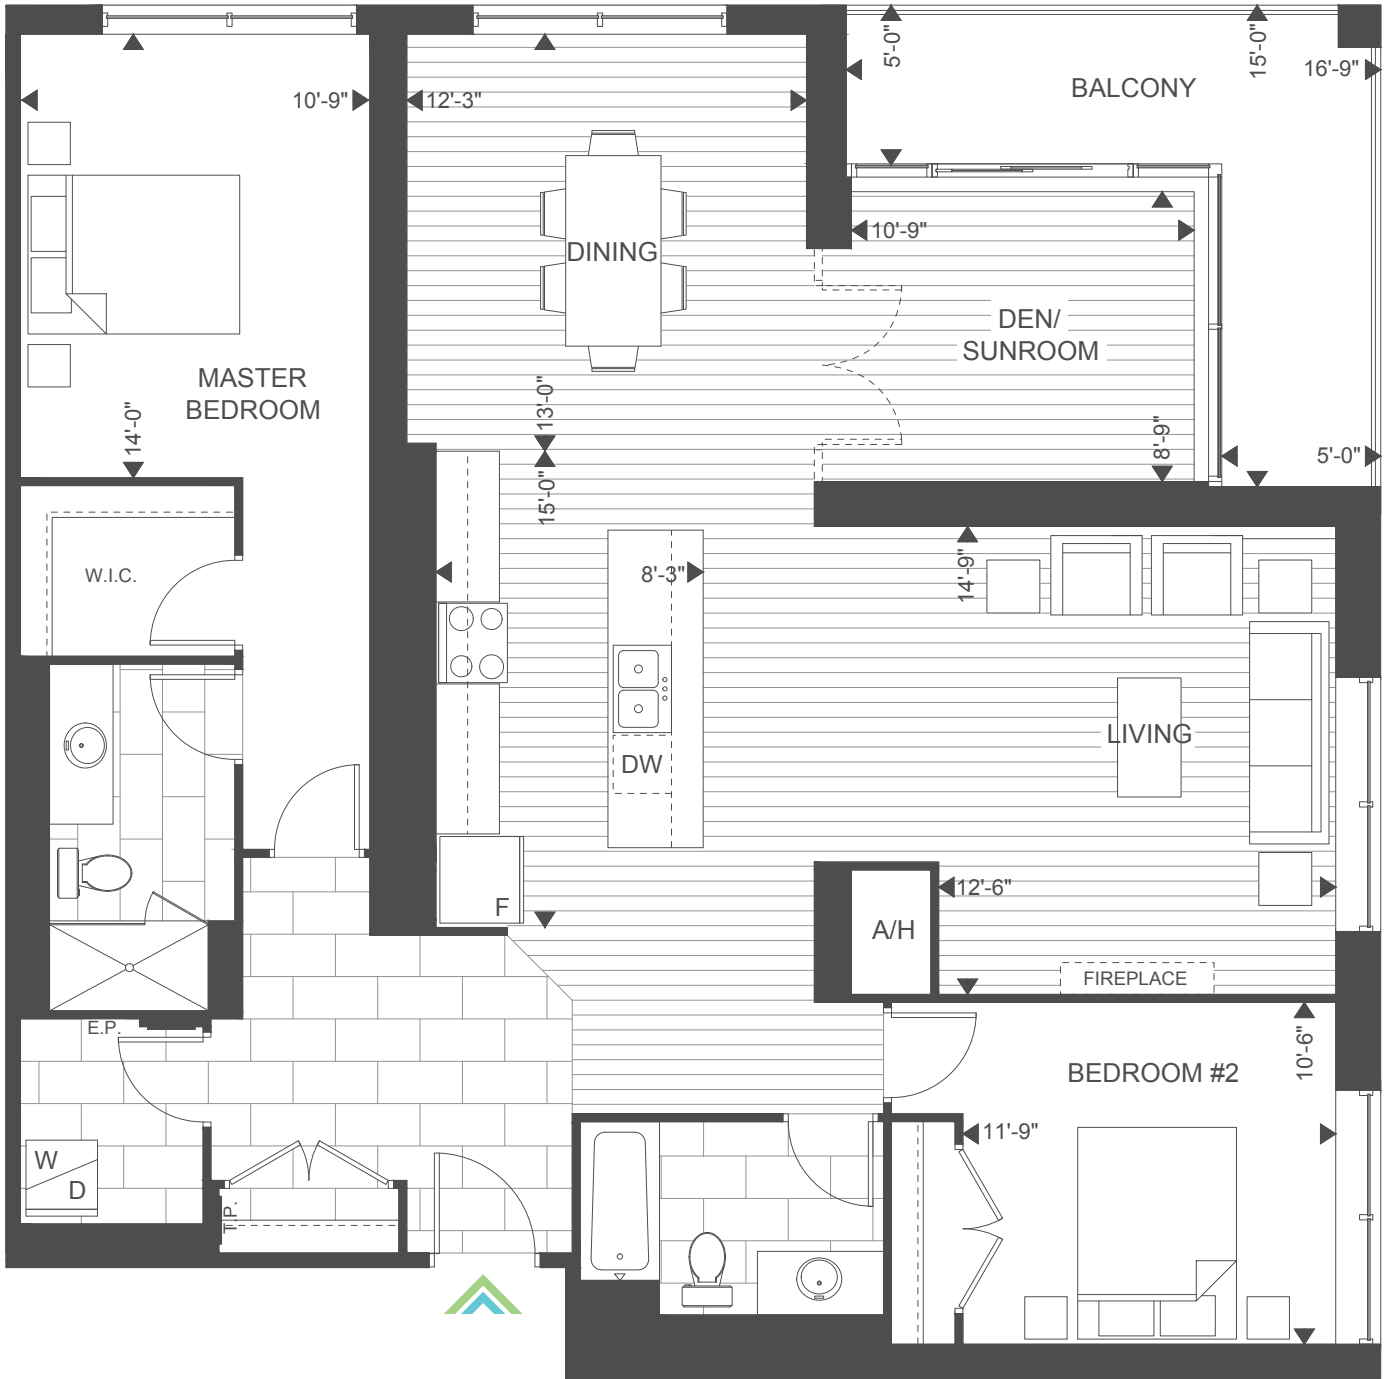 5'-0"
15'-0"
16'-9"
BALCONY
10'-9"
12'-3"
DINING
10'-9"
DEN/
SUNROOM
MASTER
BEDROOM
14'-0"
13'-0"
8'-9"
5'-0"
15'-0"
W.I.C.
8'-3"
14'-9"
LIVING
DW
F
12'-6"
A/H
FIREPLACE
E.P.
10'-6"
BEDROOM #2
11'-9"
W
D
T.P.